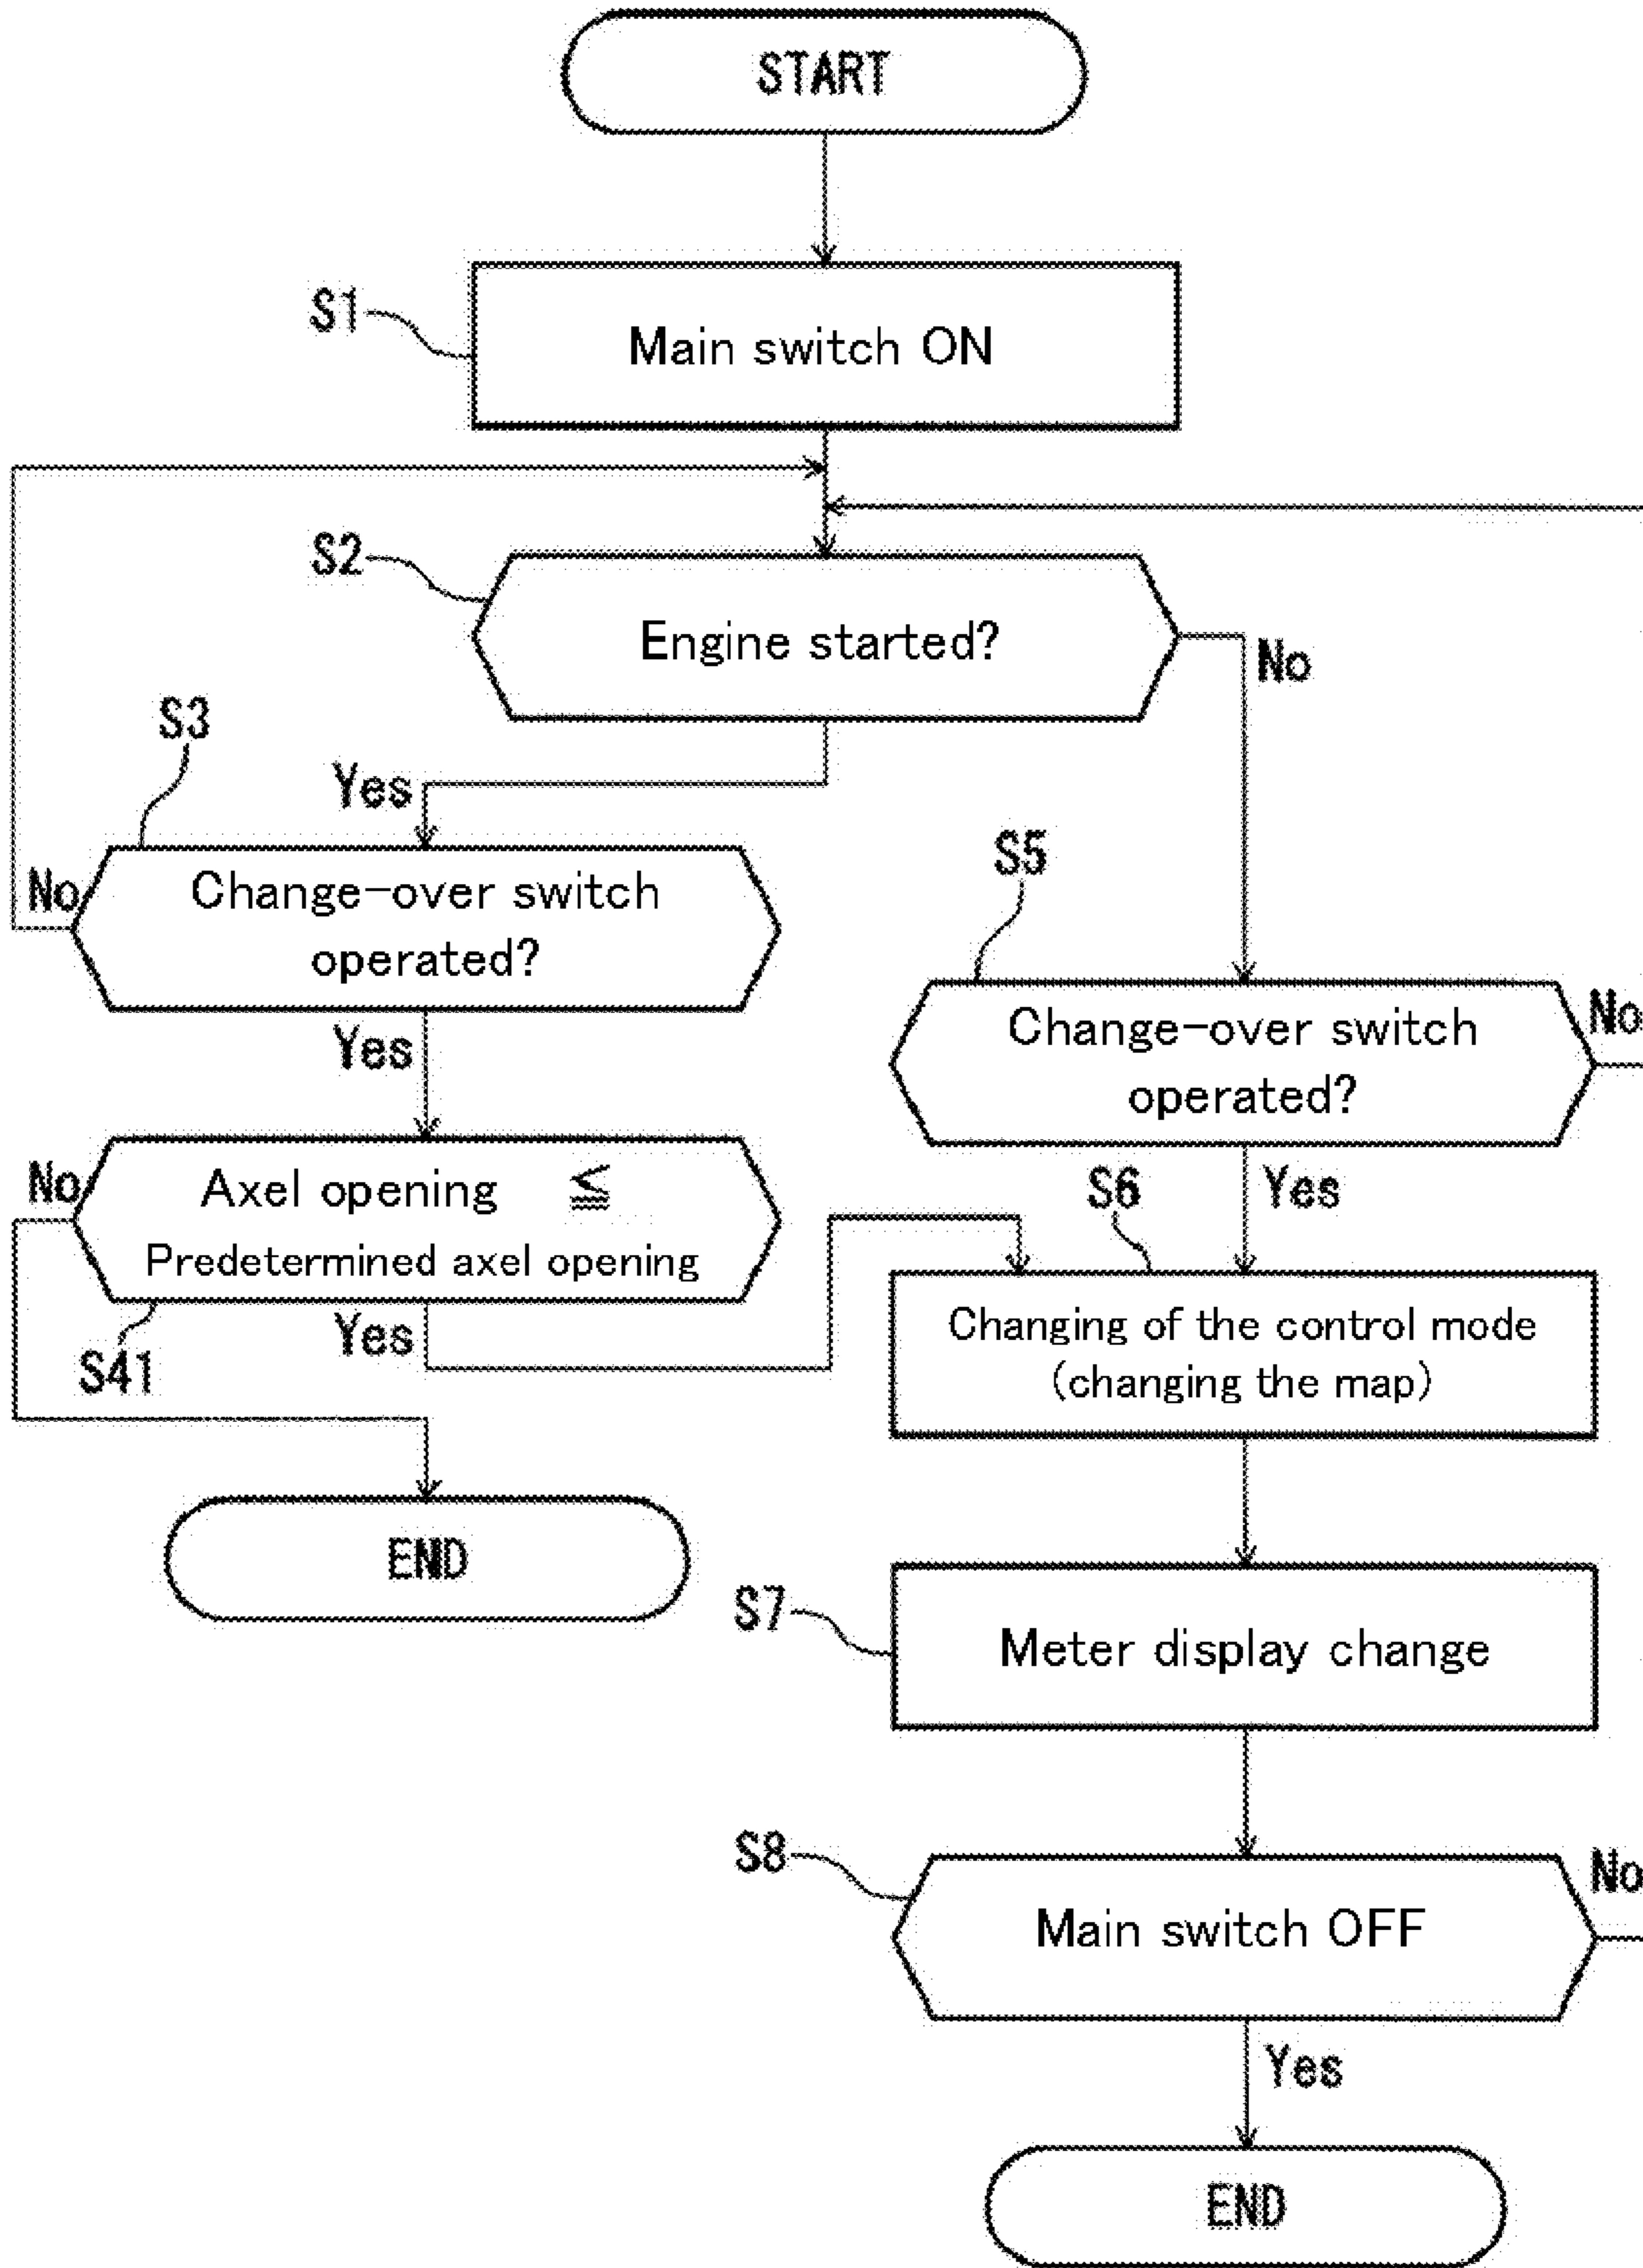 START
S1
Main switch ON
S2
Engine started?
No
S3
Yes
No
Change-over switch
operated?
S5
Change-over switch
operated?
No
Yes
No
Axel opening ≦
Predetermined axel opening
S41
Yes
S6
Yes
Changing of the control mode
(changing the map)
END
S7
Meter display change
S8
Main switch OFF
No
Yes
END